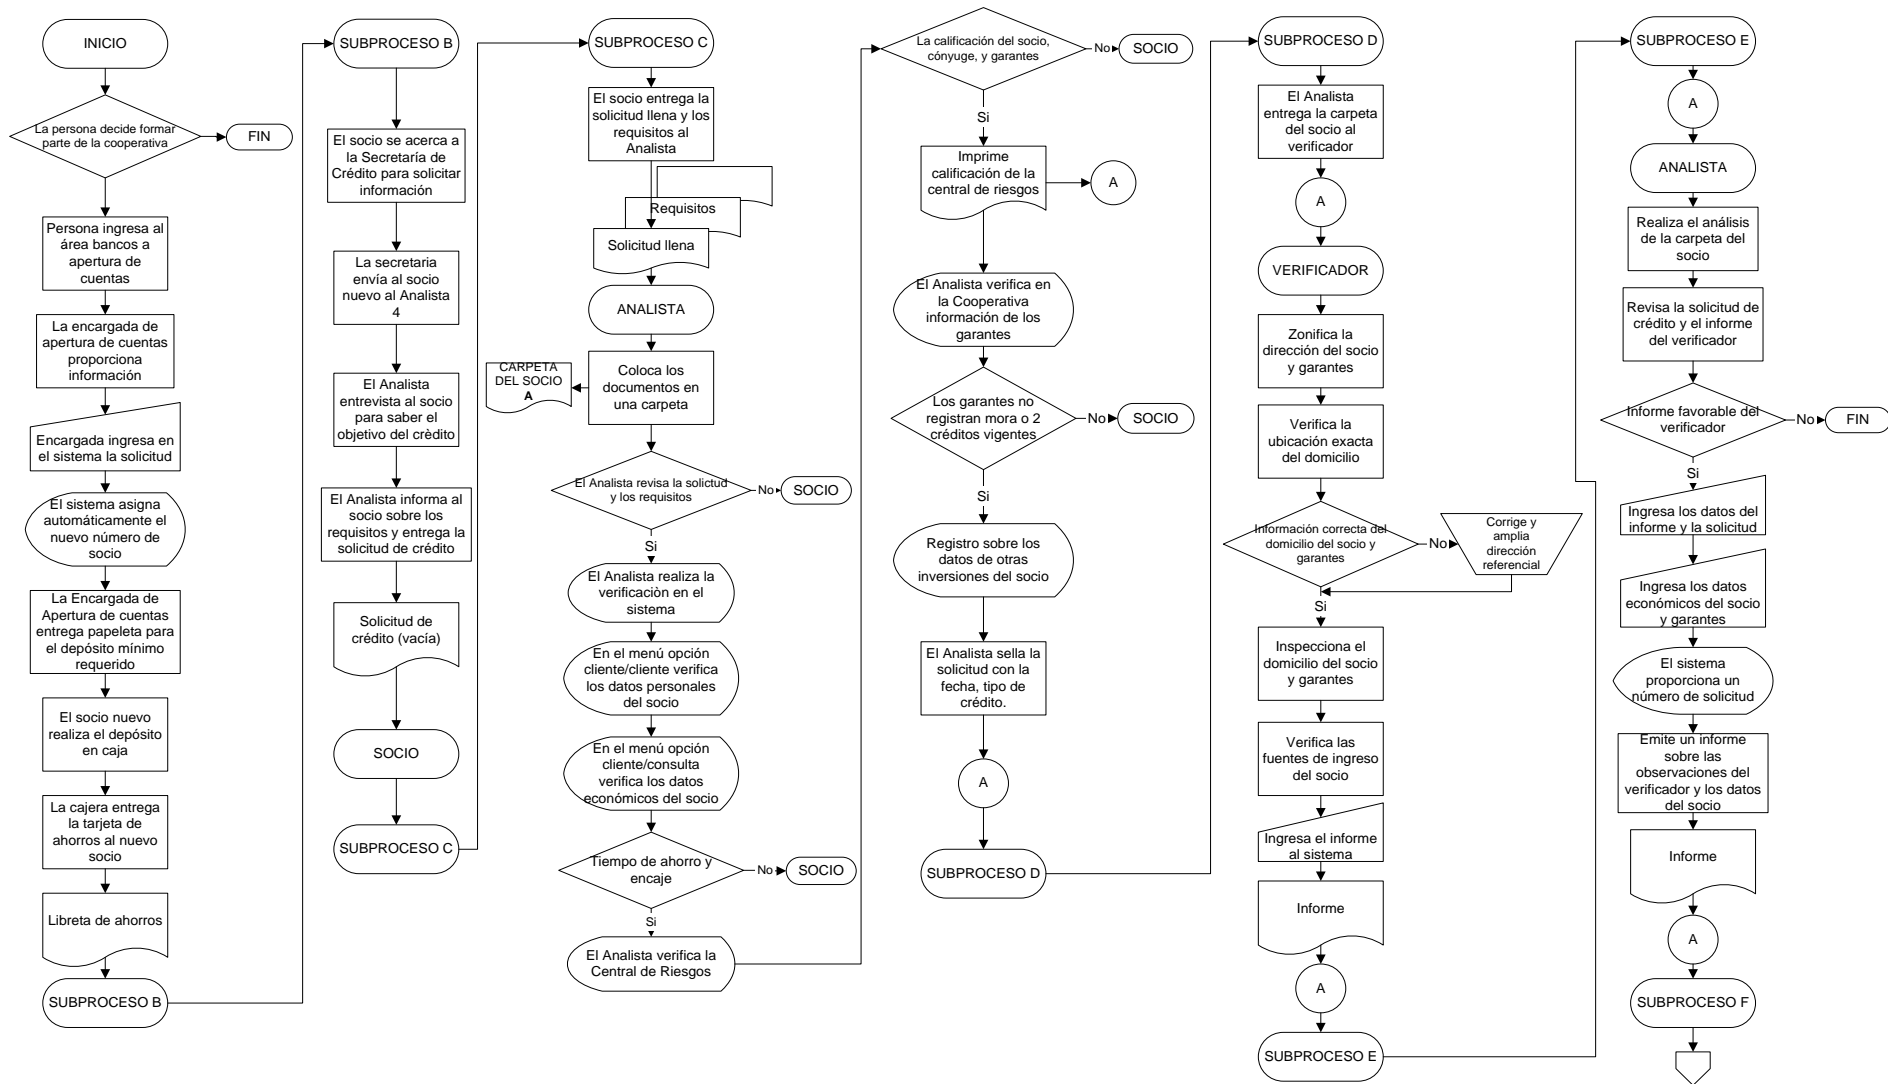 INICIO
La persona decide formar
parte de la cooperativa
FIN
Persona ingresa al
área bancos a
apertura de
cuentas
La encargada de
apertura de cuentas
proporciona
información
Encargada ingresa en
el sistema la solicitud
El sistema asigna
automáticamente el
nuevo número de
socio
La Encargada de
Apertura de cuentas
entrega papeleta para
el depósito mínimo
requerido
El socio nuevo
realiza el depósito
en caja
La cajera entrega
la tarjeta de
ahorros al nuevo
socio
Libreta de ahorros
SUBPROCESO B
SUBPROCESO B
El socio se acerca a
la Secretaría de
Crédito para solicitar
información
La secretaria
envía al socio
nuevo al Analista
4
El Analista
entrevista al socio
para saber el
objetivo del crèdito
El Analista informa al
socio sobre los
requisitos y entrega la
solicitud de crédito
Solicitud de
crédito (vacía)
SOCIO
SUBPROCESO C
SUBPROCESO C
El socio entrega la
solicitud llena y los
requisitos al
Analista
Requisitos
Solicitud llena
ANALISTA
CARPETA
DEL SOCIO
A
Coloca los
documentos en
una carpeta
El Analista revisa la solictud
y los requisitos
No
SOCIO
Si
El Analista realiza la
verificaciòn en el
sistema
En el menú opción
cliente/cliente verifica
los datos personales
del socio
En el menú opción
cliente/consulta
verifica los datos
económicos del socio
Tiempo de ahorro y
encaje
No
SOCIO
Si
El Analista verifica la
Central de Riesgos
La calificación del socio,
cónyuge, y garantes
No
SOCIO
Si
Imprime
calificación de la
central de riesgos
A
El Analista verifica en
la Cooperativa
información de los
garantes
Los garantes no
registran mora o 2
créditos vigentes
No
SOCIO
Si
Registro sobre los
datos de otras
inversiones del socio
El Analista sella la
solicitud con la
fecha, tipo de
crédito.
A
SUBPROCESO D
SUBPROCESO D
El Analista
entrega la carpeta
del socio al
verificador
A
VERIFICADOR
Zonifica la
dirección del socio
y garantes
Verifica la
ubicación exacta
del domicilio
Información correcta del
domicilio del socio y
garantes
No
Corrige y
amplia
dirección
referencial
Si
Inspecciona el
domicilio del socio
y garantes
Verifica las
fuentes de ingreso
del socio
Ingresa el informe
al sistema
Informe
A
SUBPROCESO E
SUBPROCESO E
A
ANALISTA
Realiza el análisis
de la carpeta del
socio
Revisa la solicitud de
crédito y el informe
del verificador
Informe favorable del
verificador
No
FIN
Si
Ingresa los datos del
informe y la solicitud
Ingresa los datos
económicos del socio
y garantes
El sistema
proporciona un
número de solicitud
Emite un informe
sobre las
observaciones del
verificador y los datos
del socio
Informe
A
SUBPROCESO F